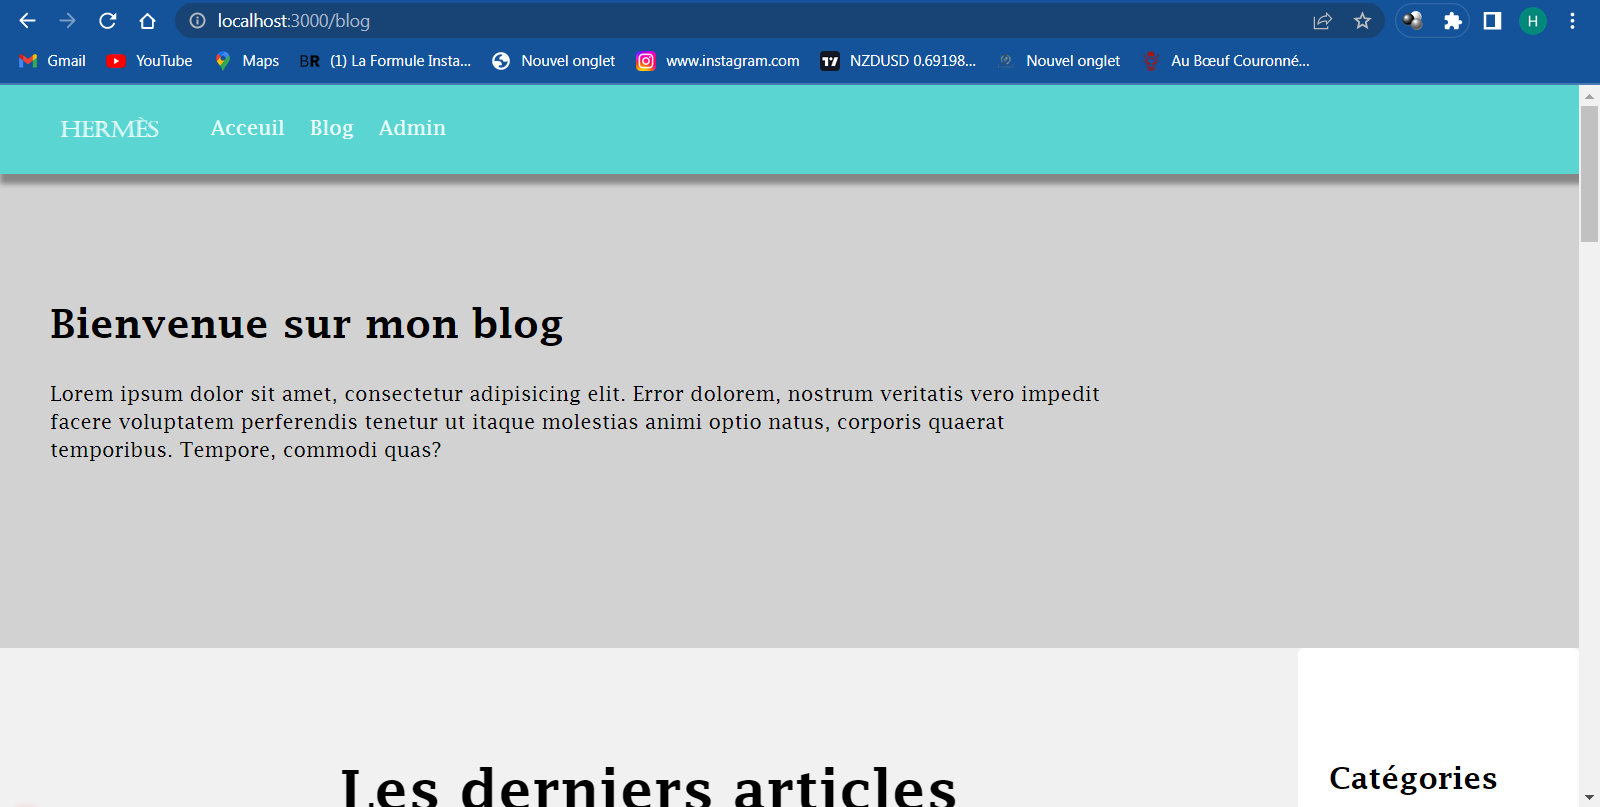 localhost:3000/blog
H
Gmail YouTube Maps BR (1) La Formule Insta... Nouvel onglet www.instagram.com NZDUSD 0.69198... Nouvel onglet Au Bœuf Couronné...
HERMÈS Acceuil Blog Admin
Bienvenue sur mon blog
Lorem ipsum dolor sit amet, consectetur adipisicing elit. Error dolorem, nostrum veritatis vero impedit
facere voluptatem perferendis tenetur ut itaque molestias animi optio natus, corporis quaerat
temporibus. Tempore, commodi quas?
Les derniers articles
Catégories